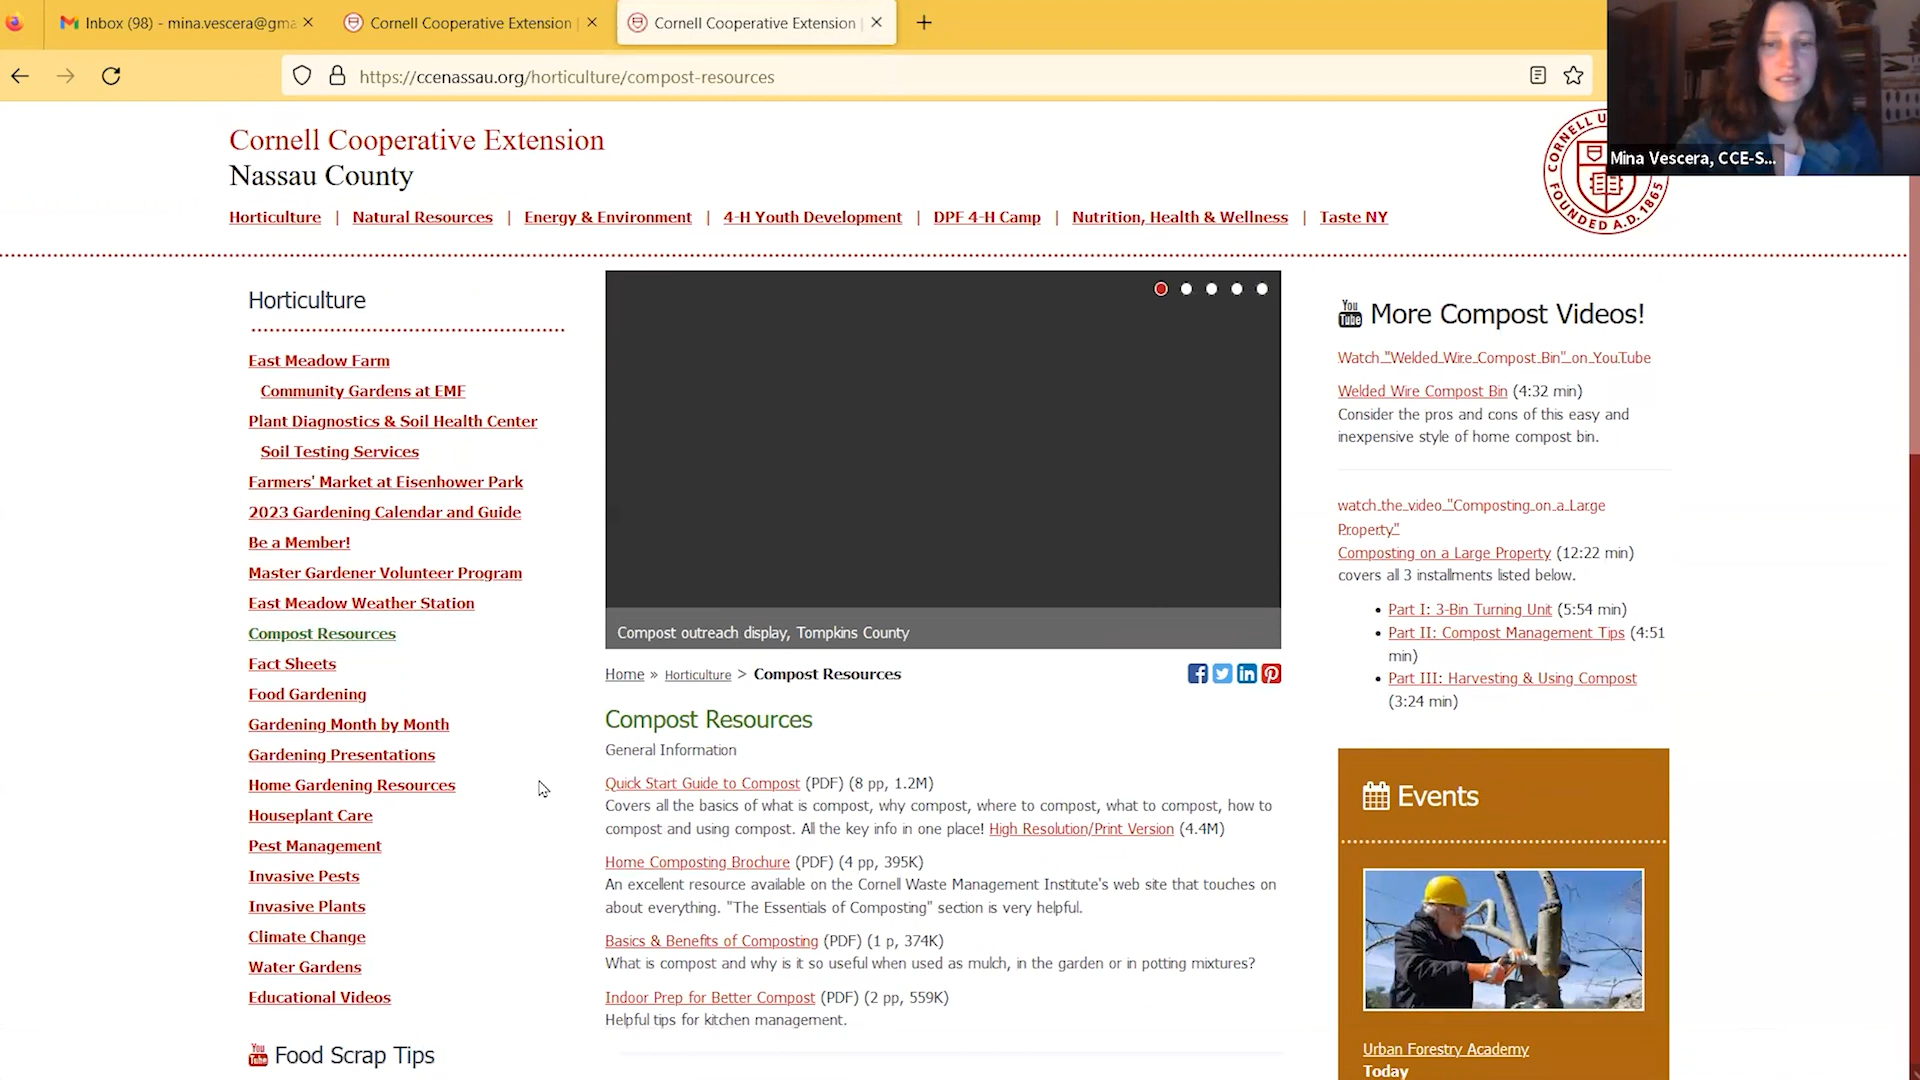 Inbox (98) - mina.vescera@gma
Cornell Cooperative Extension |
Cornell Cooperative Extension |
https://ccenassau.org/horticulture/compost-resources
Mina Vescera, CCE-S...
Cornell Cooperative Extension
Nassau County
CORNELL U
FOUNDED A.D. 1865
Horticulture | Natural Resources | Energy & Environment | 4-H Youth Development | DPF 4-H Camp | Nutrition, Health & Wellness | Taste NY
Horticulture
East Meadow Farm
Community Gardens at EMF
Plant Diagnostics & Soil Health Center
Soil Testing Services
Farmers' Market at Eisenhower Park
2023 Gardening Calendar and Guide
Be a Member!
Master Gardener Volunteer Program
East Meadow Weather Station
Compost Resources
Fact Sheets
Food Gardening
Gardening Month by Month
Gardening Presentations
Home Gardening Resources
Houseplant Care
Pest Management
Invasive Pests
Invasive Plants
Climate Change
Water Gardens
Educational Videos
You Tube Food Scrap Tips
Compost outreach display, Tompkins County
Home » Horticulture > Compost Resources
Compost Resources
General Information
Quick Start Guide to Compost (PDF) (8 pp, 1.2M)
Covers all the basics of what is compost, why compost, where to compost, what to compost, how to
compost and using compost. All the key info in one place! High Resolution/Print Version (4.4M)
Home Composting Brochure (PDF) (4 pp, 395K)
An excellent resource available on the Cornell Waste Management Institute's web site that touches on
about everything. "The Essentials of Composting" section is very helpful.
Basics & Benefits of Composting (PDF) (1 p, 374K)
What is compost and why is it so useful when used as mulch, in the garden or in potting mixtures?
Indoor Prep for Better Compost (PDF) (2 pp, 559K)
Helpful tips for kitchen management.
You Tube More Compost Videos!
Watch "Welded Wire Compost Bin" on YouTube
Welded Wire Compost Bin (4:32 min)
Consider the pros and cons of this easy and
inexpensive style of home compost bin.
watch the video "Composting on a Large
Property"
Composting on a Large Property (12:22 min)
covers all 3 installments listed below.
• Part I: 3-Bin Turning Unit (5:54 min)
• Part II: Compost Management Tips (4:51
min)
• Part III: Harvesting & Using Compost
(3:24 min)
Events
Urban Forestry Academy
Today